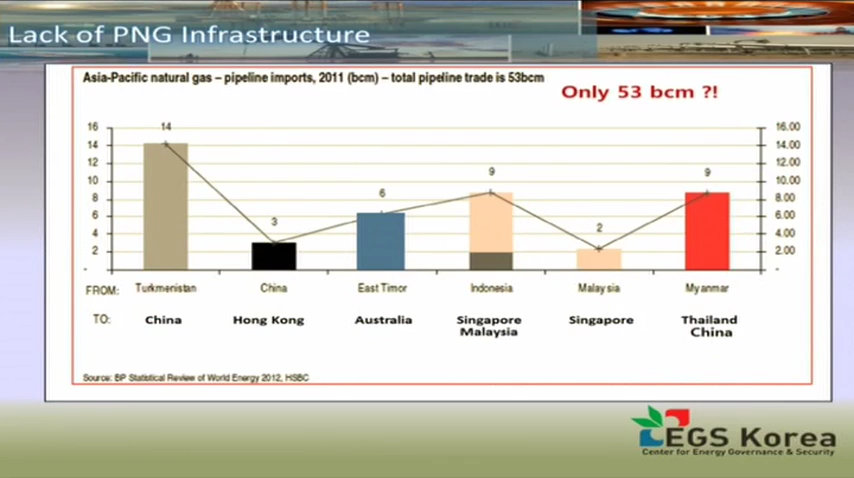 Lack of PNG Infrastructure
Asia-Pacific natural gas – pipeline imports, 2011 (bcm) – total pipeline trade is 53bcm
Only 53 bcm ?!
16 14 16.00
14 14.00
12 9 9 12.00
10 6 10.00
8 8.00
6 3 2 6.00
4 4.00
2 2.00
- -
FROM: Turkmenistan China East Timor Indonesia Malaysia Myanmar
TO: China Hong Kong Australia Singapore Singapore Thailand
Malaysia China
Source: BP Statistical Review of World Energy 2012, HSBC
EGS Korea
Center for Energy Governance & Security